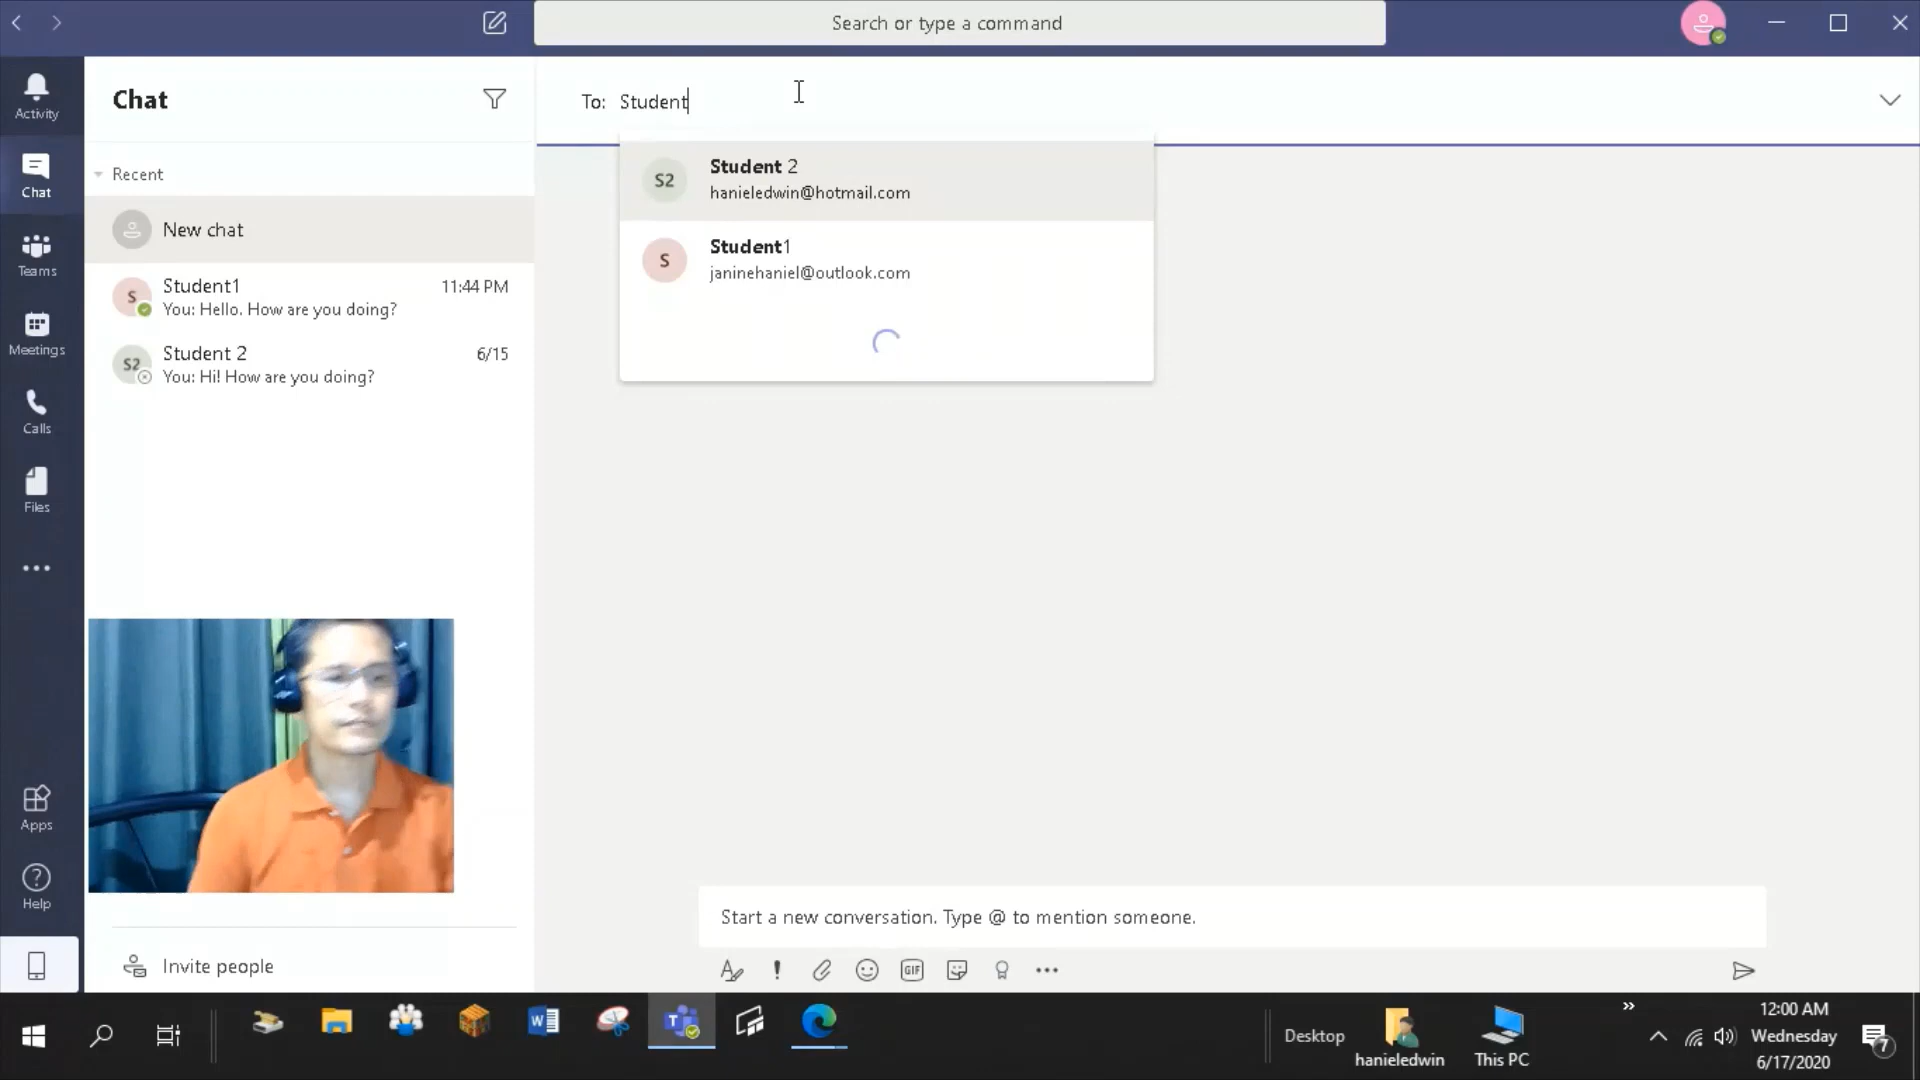 Search or type a command
Activity
Chat
Teams
Meetings
Calls
Files
Apps
Help
Chat
Recent
New chat
Student1 11:44 PM
You: Hello. How are you doing?
Student 2 6/15
You: Hi! How are you doing?
S
S2
Invite people
To: Student
S2
Student 2
hanieledwin@hotmail.com
S
Student1
janinehaniel@outlook.com
Start a new conversation. Type @ to mention someone.
GIF
W
T
Desktop
hanieledwin
This PC
12:00 AM
Wednesday
6/17/2020
7